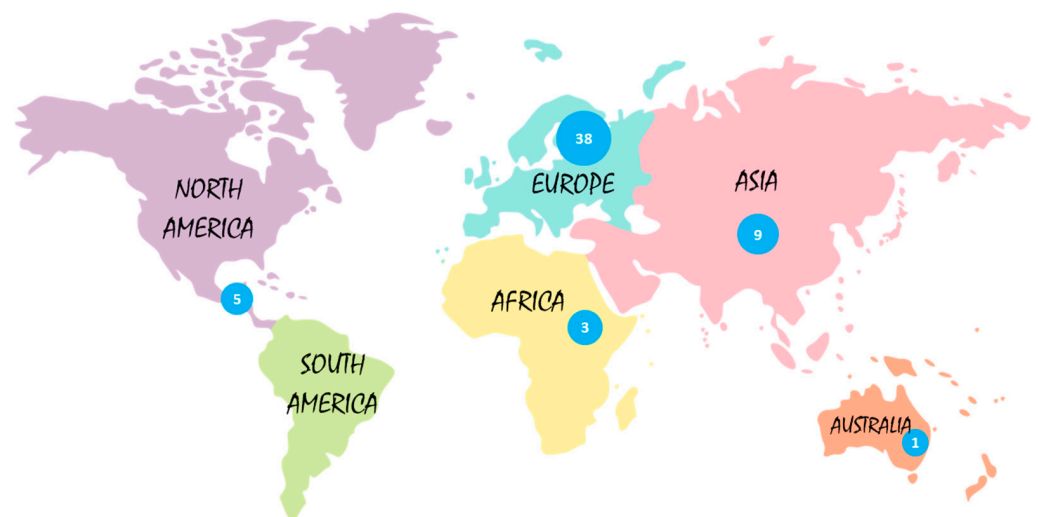 38
NORTH
AMERICA
EUROPE
ASIA
9
5
AFRICA
3
SOUTH
AMERICA
AUSTRALIA
1